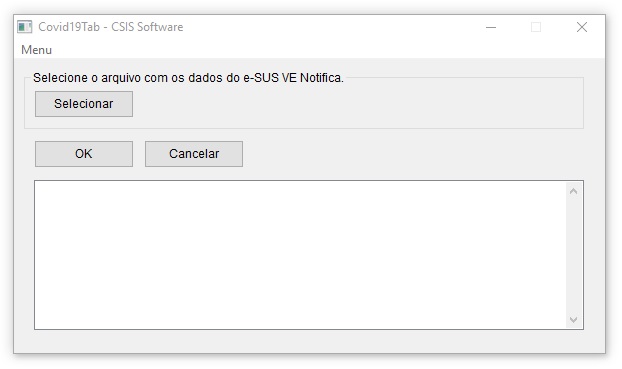 Covid19Tab - CSIS Software
Menu
Selecione o arquivo com os dados do e-SUS VE Notifica.
Selecionar
OK Cancelar